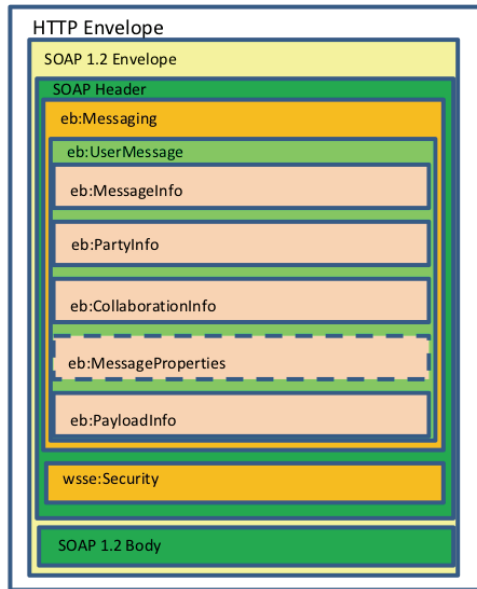 HTTP Envelope
SOAP 1.2 Envelope
SOAP Header
eb:Messaging
eb:UserMessage
eb:MessageInfo
eb:PartyInfo
eb:CollaborationInfo
eb:MessageProperties
eb:PayloadInfo
wsse:Security
SOAP 1.2 Body